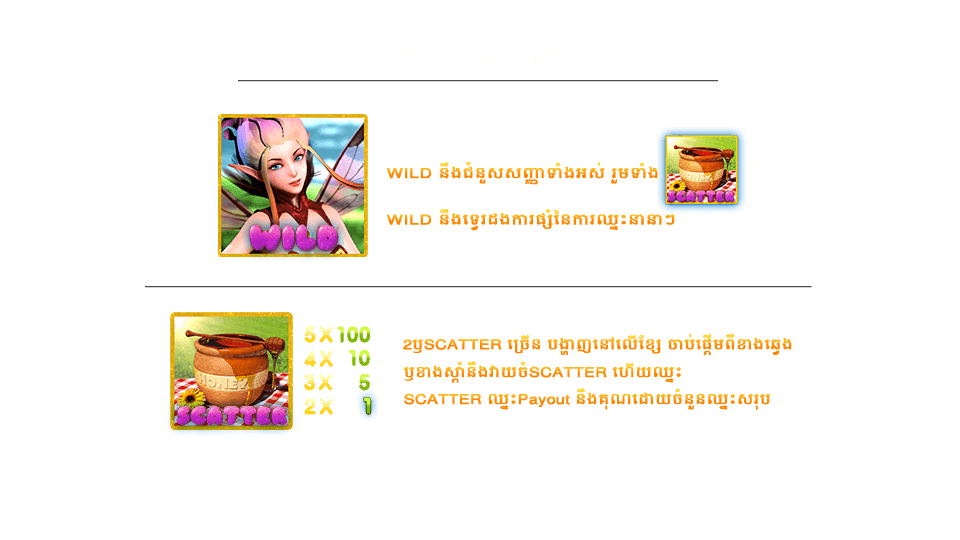 WILD នឹងជំនួសសញ្ញាទាំងអស់ រួមទាំង
SCATTER
WILD
WILD នឹងទ្វេរដងការផ្សំនៃការឈ្នះនានាៗ
5X100
4X 10
3X 5
2X 1
HONEY
SCATTER
2ឫSCATTER ច្រើន បង្ហាញនៅលើខ្សែ ចាប់ផ្តើមពីខាងឆ្វេង
ឫខាងស្តាំនឹងវាយចំSCATTER ហើយឈ្នះ
SCATTER ឈ្នះPayout នឹងគុណដោយចំនួនឈ្នះសរុប